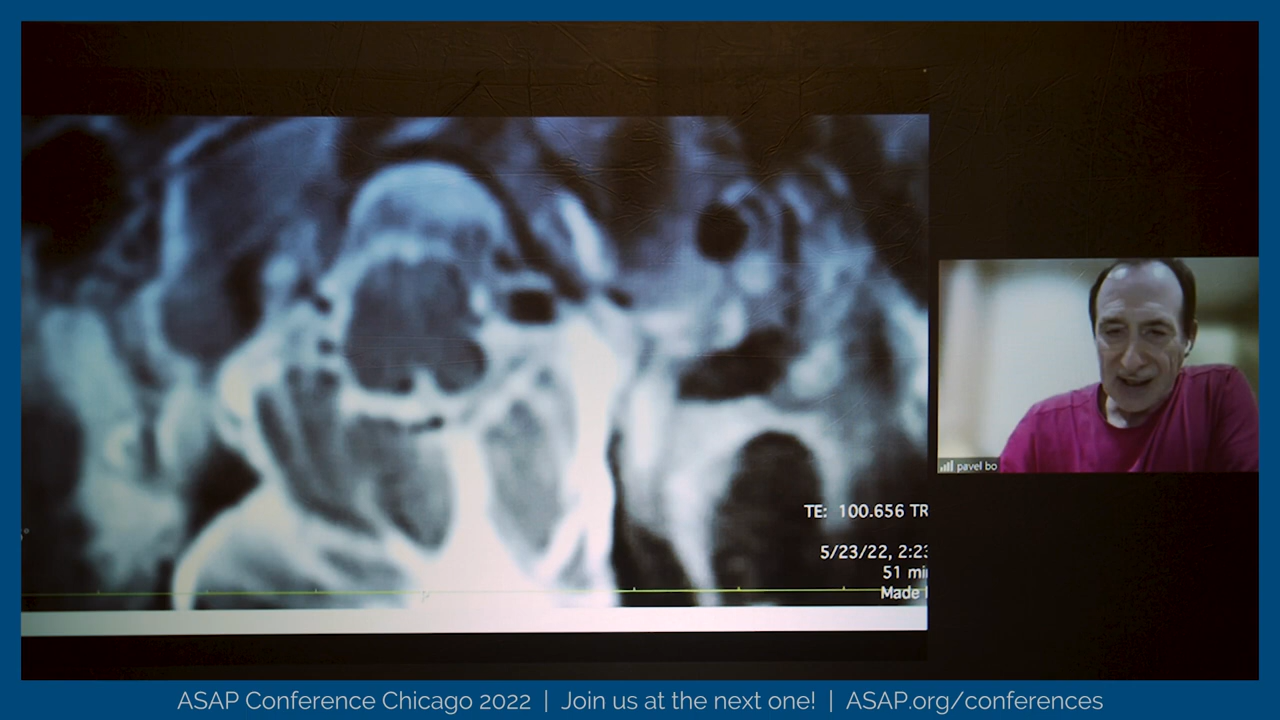 TE: 100.656 TR
5/23/22, 2:23
51 mi
Made
pavel bo
ASAP Conference Chicago 2022 | Join us at the next one! | ASAP.org/conferences